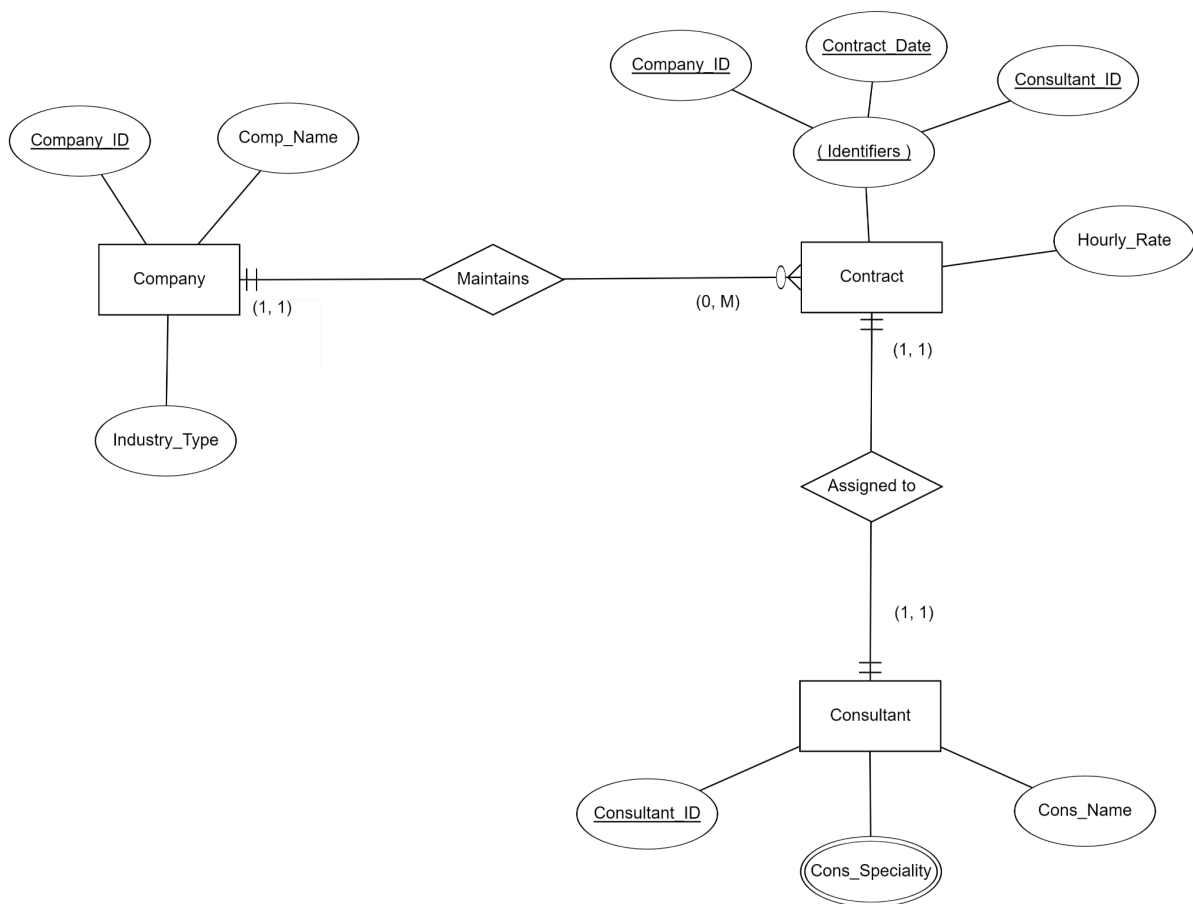 Contract_Date
Company_ID
Consultant_ID
Company_ID
Comp_Name
( Identifiers )
Hourly_Rate
Company
Maintains
Contract
(1, 1)
(0, M)
(1, 1)
Industry_Type
Assigned to
(1, 1)
Consultant
Consultant_ID
Cons_Name
Cons_Speciality